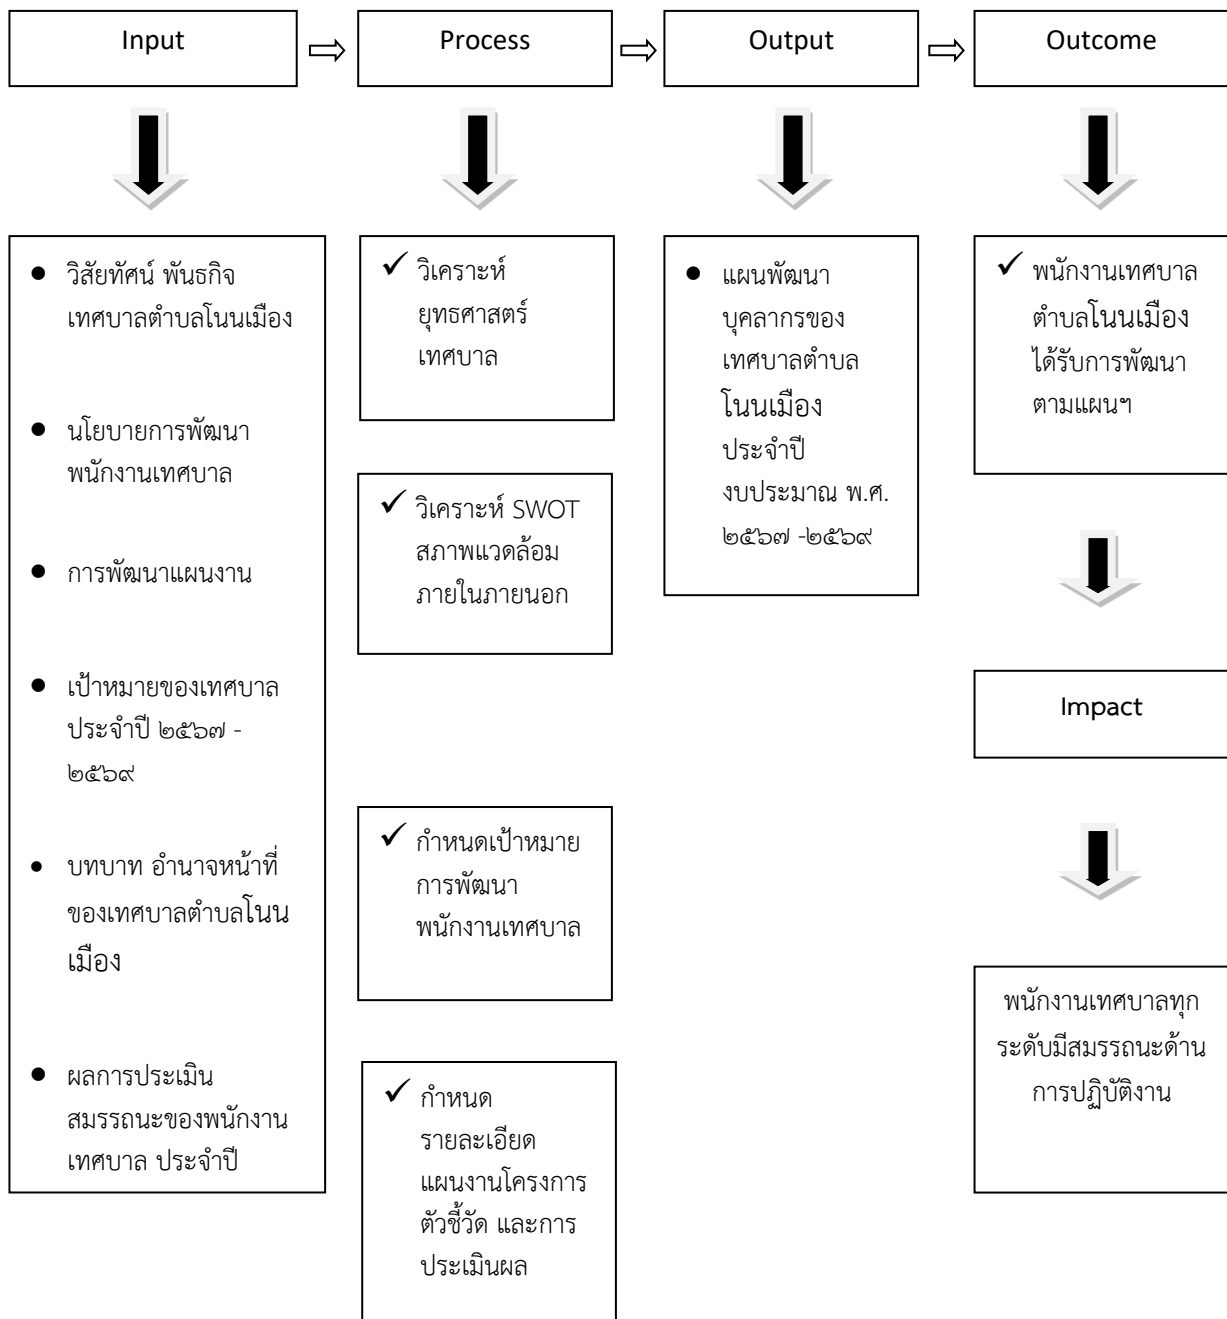 Input
Process
Output
Outcome
วิสัยทัศน์ พันธกิจ
เทศบาลตำบลโนนเมือง
นโยบายการพัฒนา
พนักงานเทศบาล
การพัฒนาแผนงาน
เป้าหมายของเทศบาล
ประจำปี ๒๕๖๗ -
๒๕๖๙
บทบาท อำนาจหน้าที่
ของเทศบาลตำบลโนน
เมือง
ผลการประเมิน
สมรรถนะของพนักงาน
เทศบาล ประจำปี
วิเคราะห์
ยุทธศาสตร์
เทศบาล
วิเคราะห์ SWOT
สภาพแวดล้อม
ภายในภายนอก
กำหนดเป้าหมาย
การพัฒนา
พนักงานเทศบาล
กำหนด
รายละเอียด
แผนงานโครงการ
ตัวชี้วัด และการ
ประเมินผล
แผนพัฒนา
บุคลากรของ
เทศบาลตำบล
โนนเมือง
ประจำปี
งบประมาณ พ.ศ.
๒๕๖๗ -๒๕๖๙
พนักงานเทศบาล
ตำบลโนนเมือง
ได้รับการพัฒนา
ตามแผนฯ
Impact
พนักงานเทศบาลทุก
ระดับมีสมรรถนะด้าน
การปฏิบัติงาน